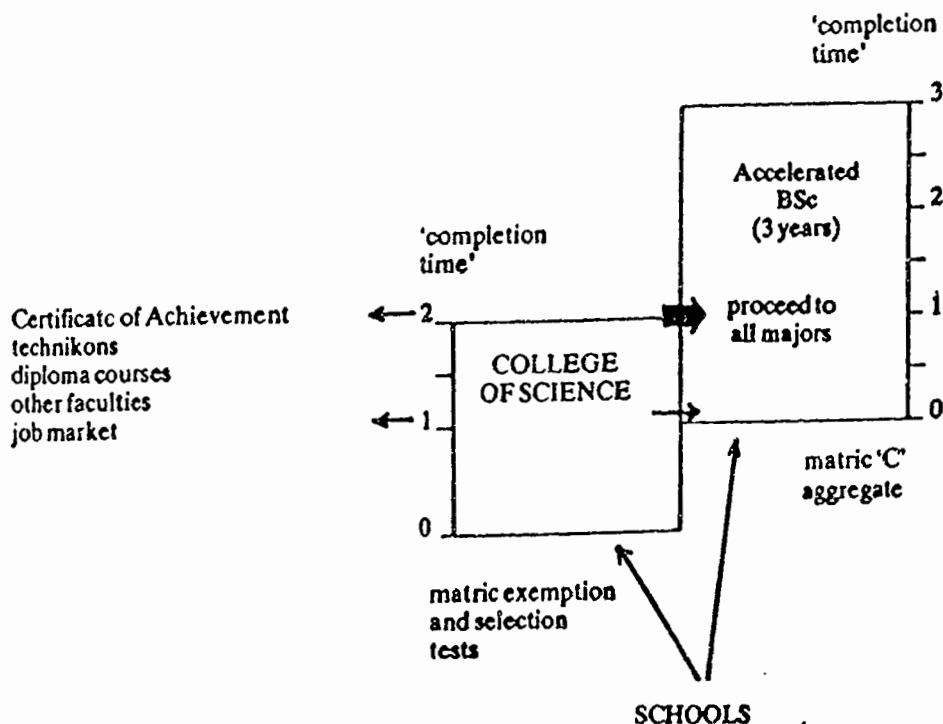 'completion
time'
3
Accelerated
BSc
(3 years)
2
'completion
time'
Certificate of Achievement
technikons
diploma courses
other faculties
job market
2
proceed to
all majors
1
COLLEGE
OF SCIENCE
1
0
matric 'C'
aggregate
0
matric exemption
and selection
tests
SCHOOLS